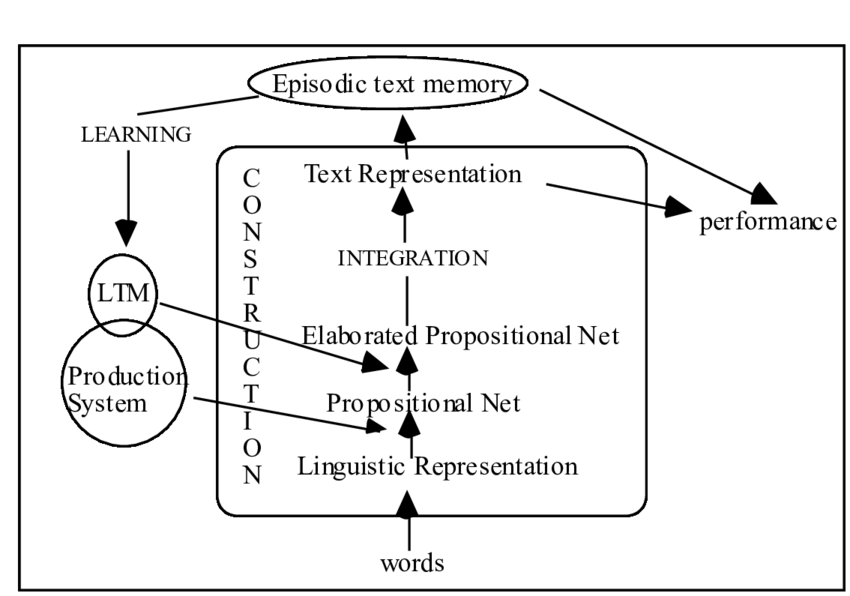 Episodic text memory
LEARNING
CONSTRUCTION
Text Representation
performance
INTEGRATION
LTM
Elaborated Propositional Net
Production
System
Propositional Net
Linguistic Representation
words